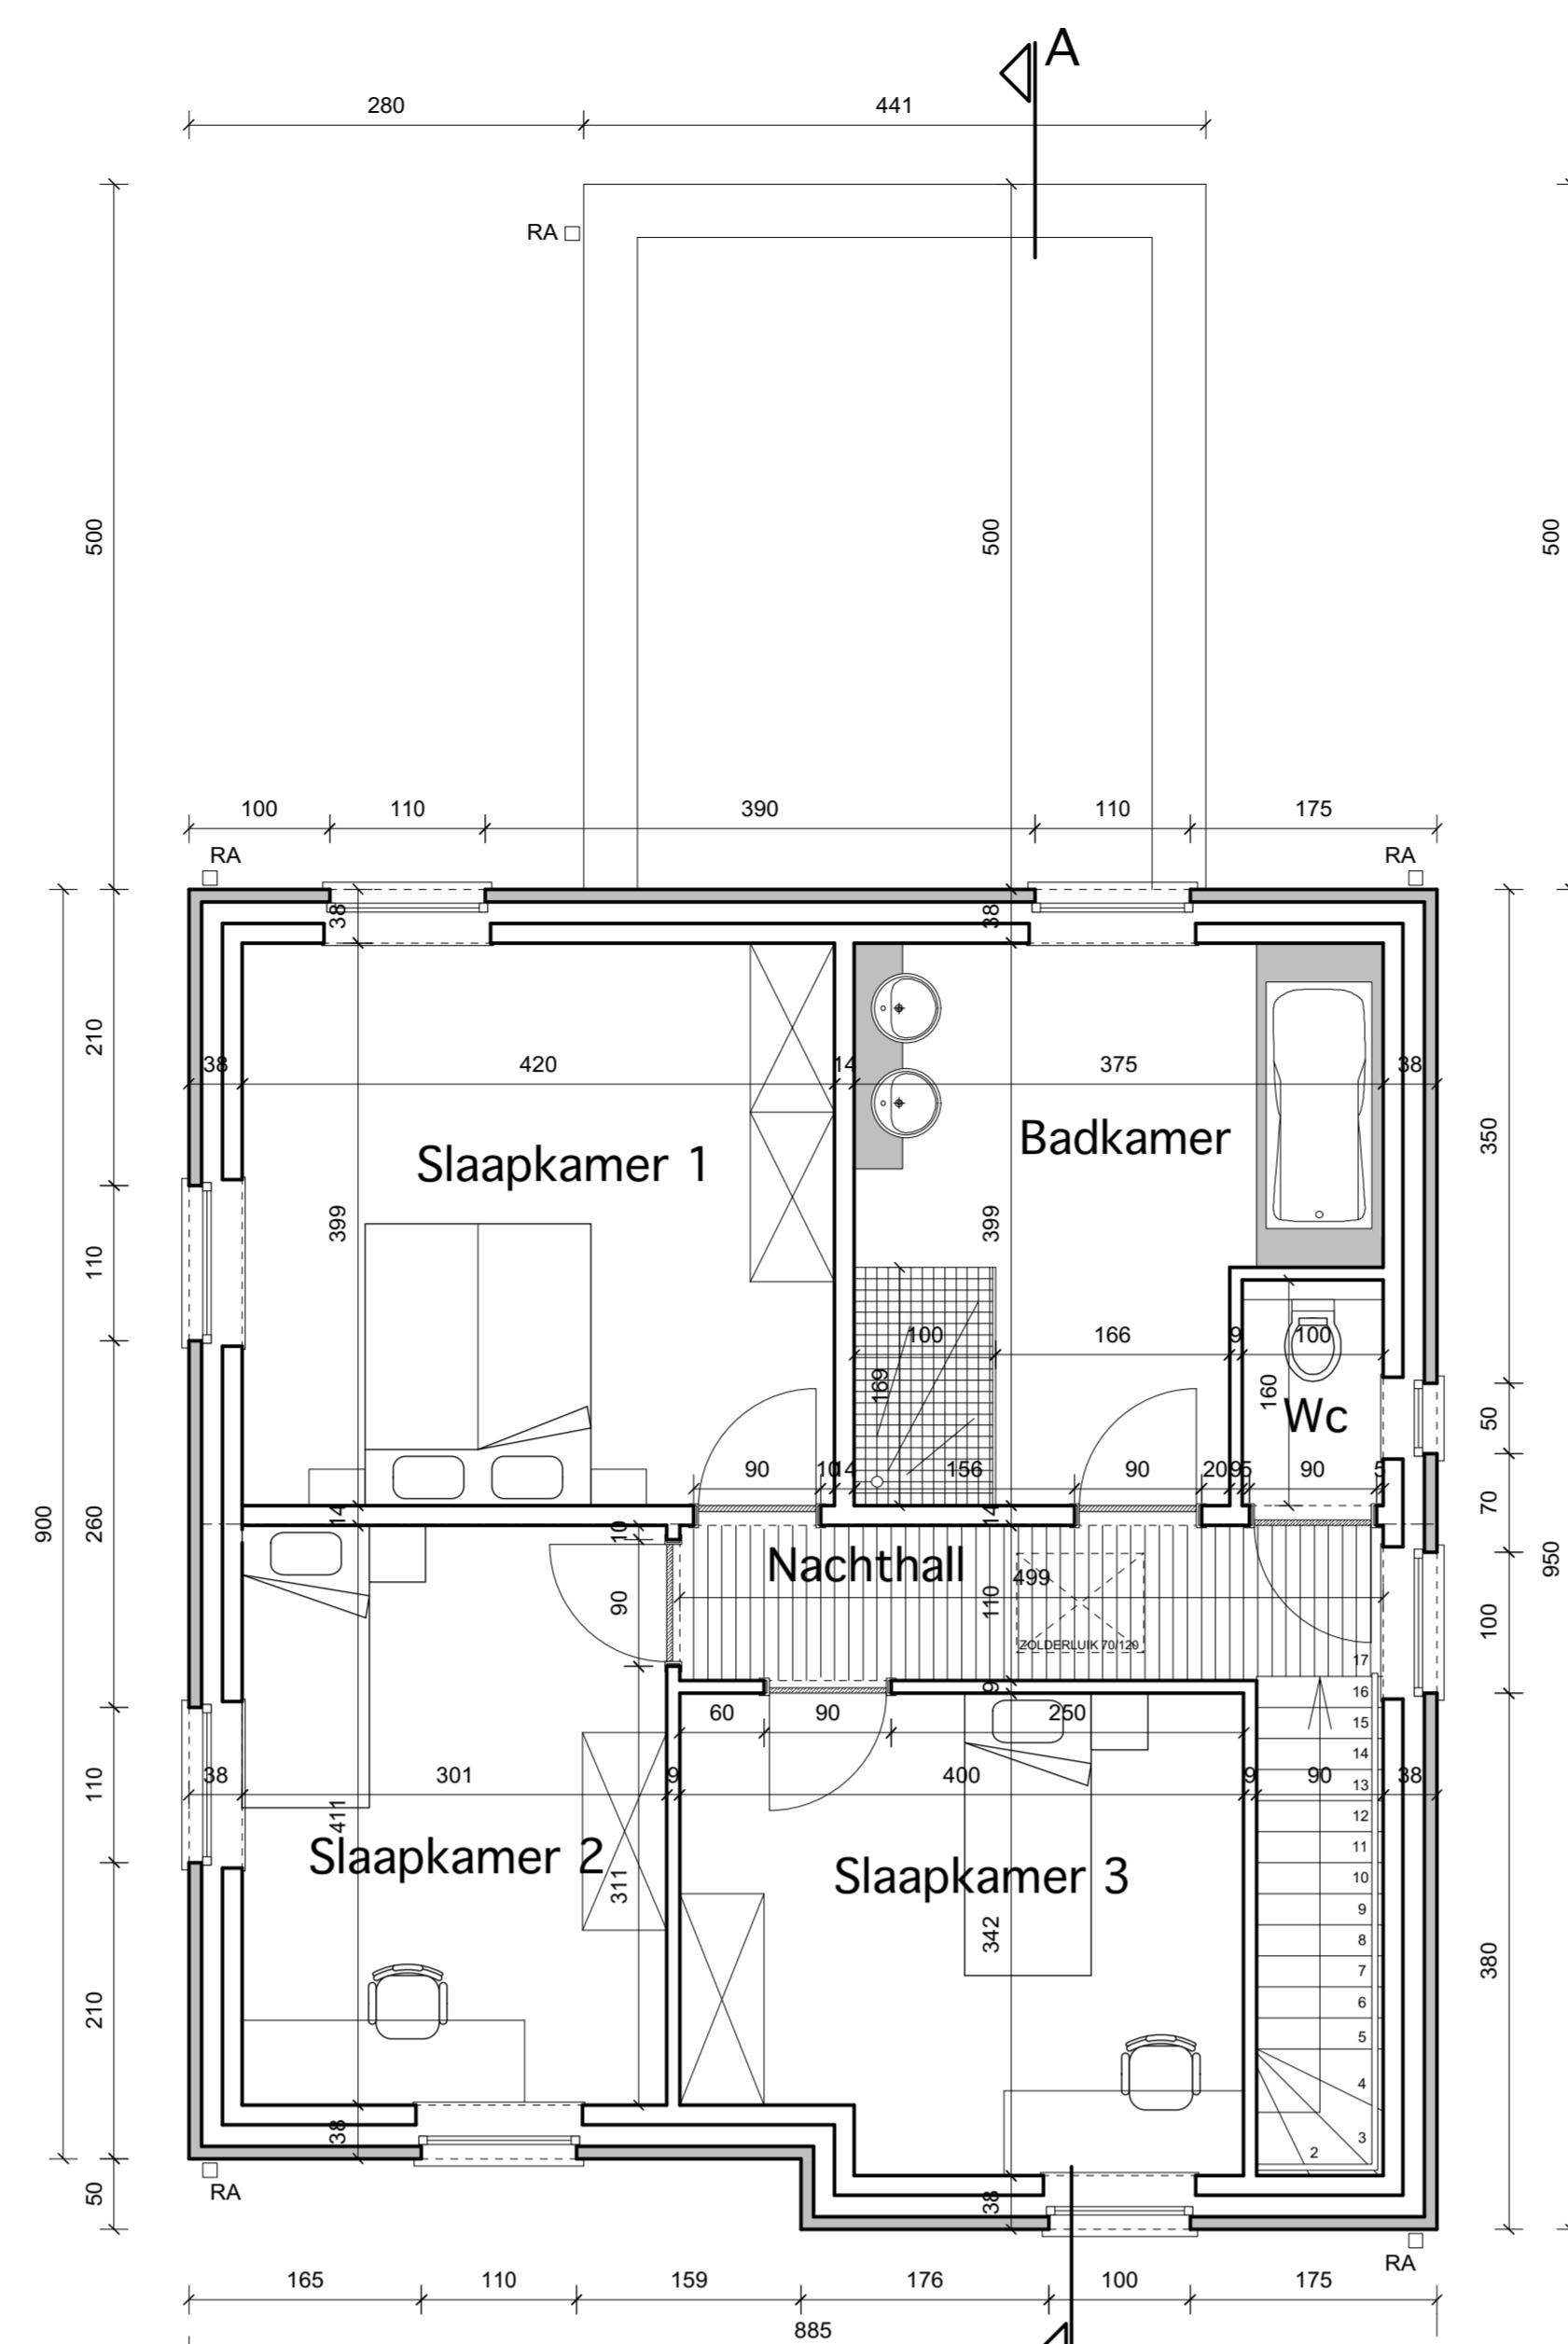 A
280 441
RA
500 500 500
100 110 390 110 175
RA RA
38 38
210
38 420 14 375 38
350
Badkamer
Slaapkamer 1
399 399
110
100 166 9 100
169 160
Wc
50
90 10 14 156 90 20 9 5 90 5
14 14
70
900 260 10
Nachthall
499
90 110
950
100
ZOLDERLUIK 70/120
17
9
16
60 90 250
15
14
110
38 301 9 400 9 90 38
13
411
12
Slaapkamer 2
11
Slaapkamer 3
10
311
9
342
8
380
7
210
6
5
4
38
3
2
50
RA
38
RA
165 110 159 176 100 175
885